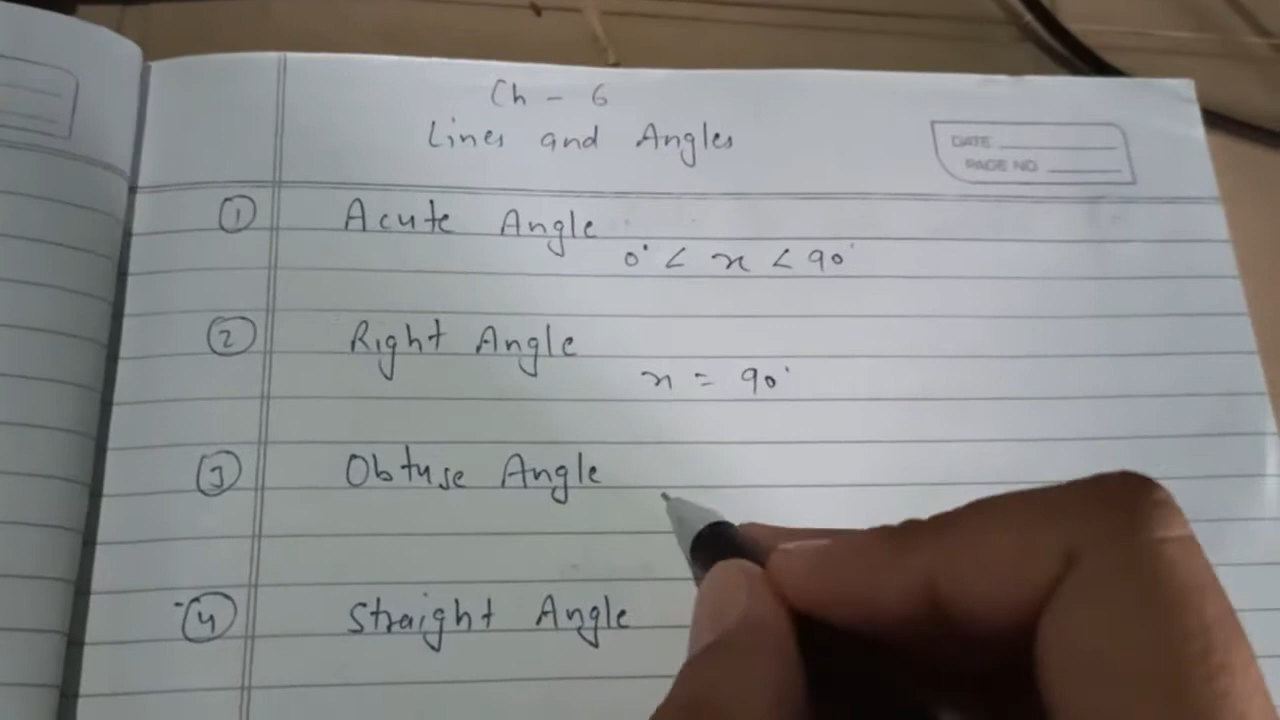 Ch - 6
Lines and Angles
DATE
PAGE NO
① Acute Angle
0° < x < 90°
② Right Angle
x = 90°
③ Obtuse Angle
④ Straight Angle